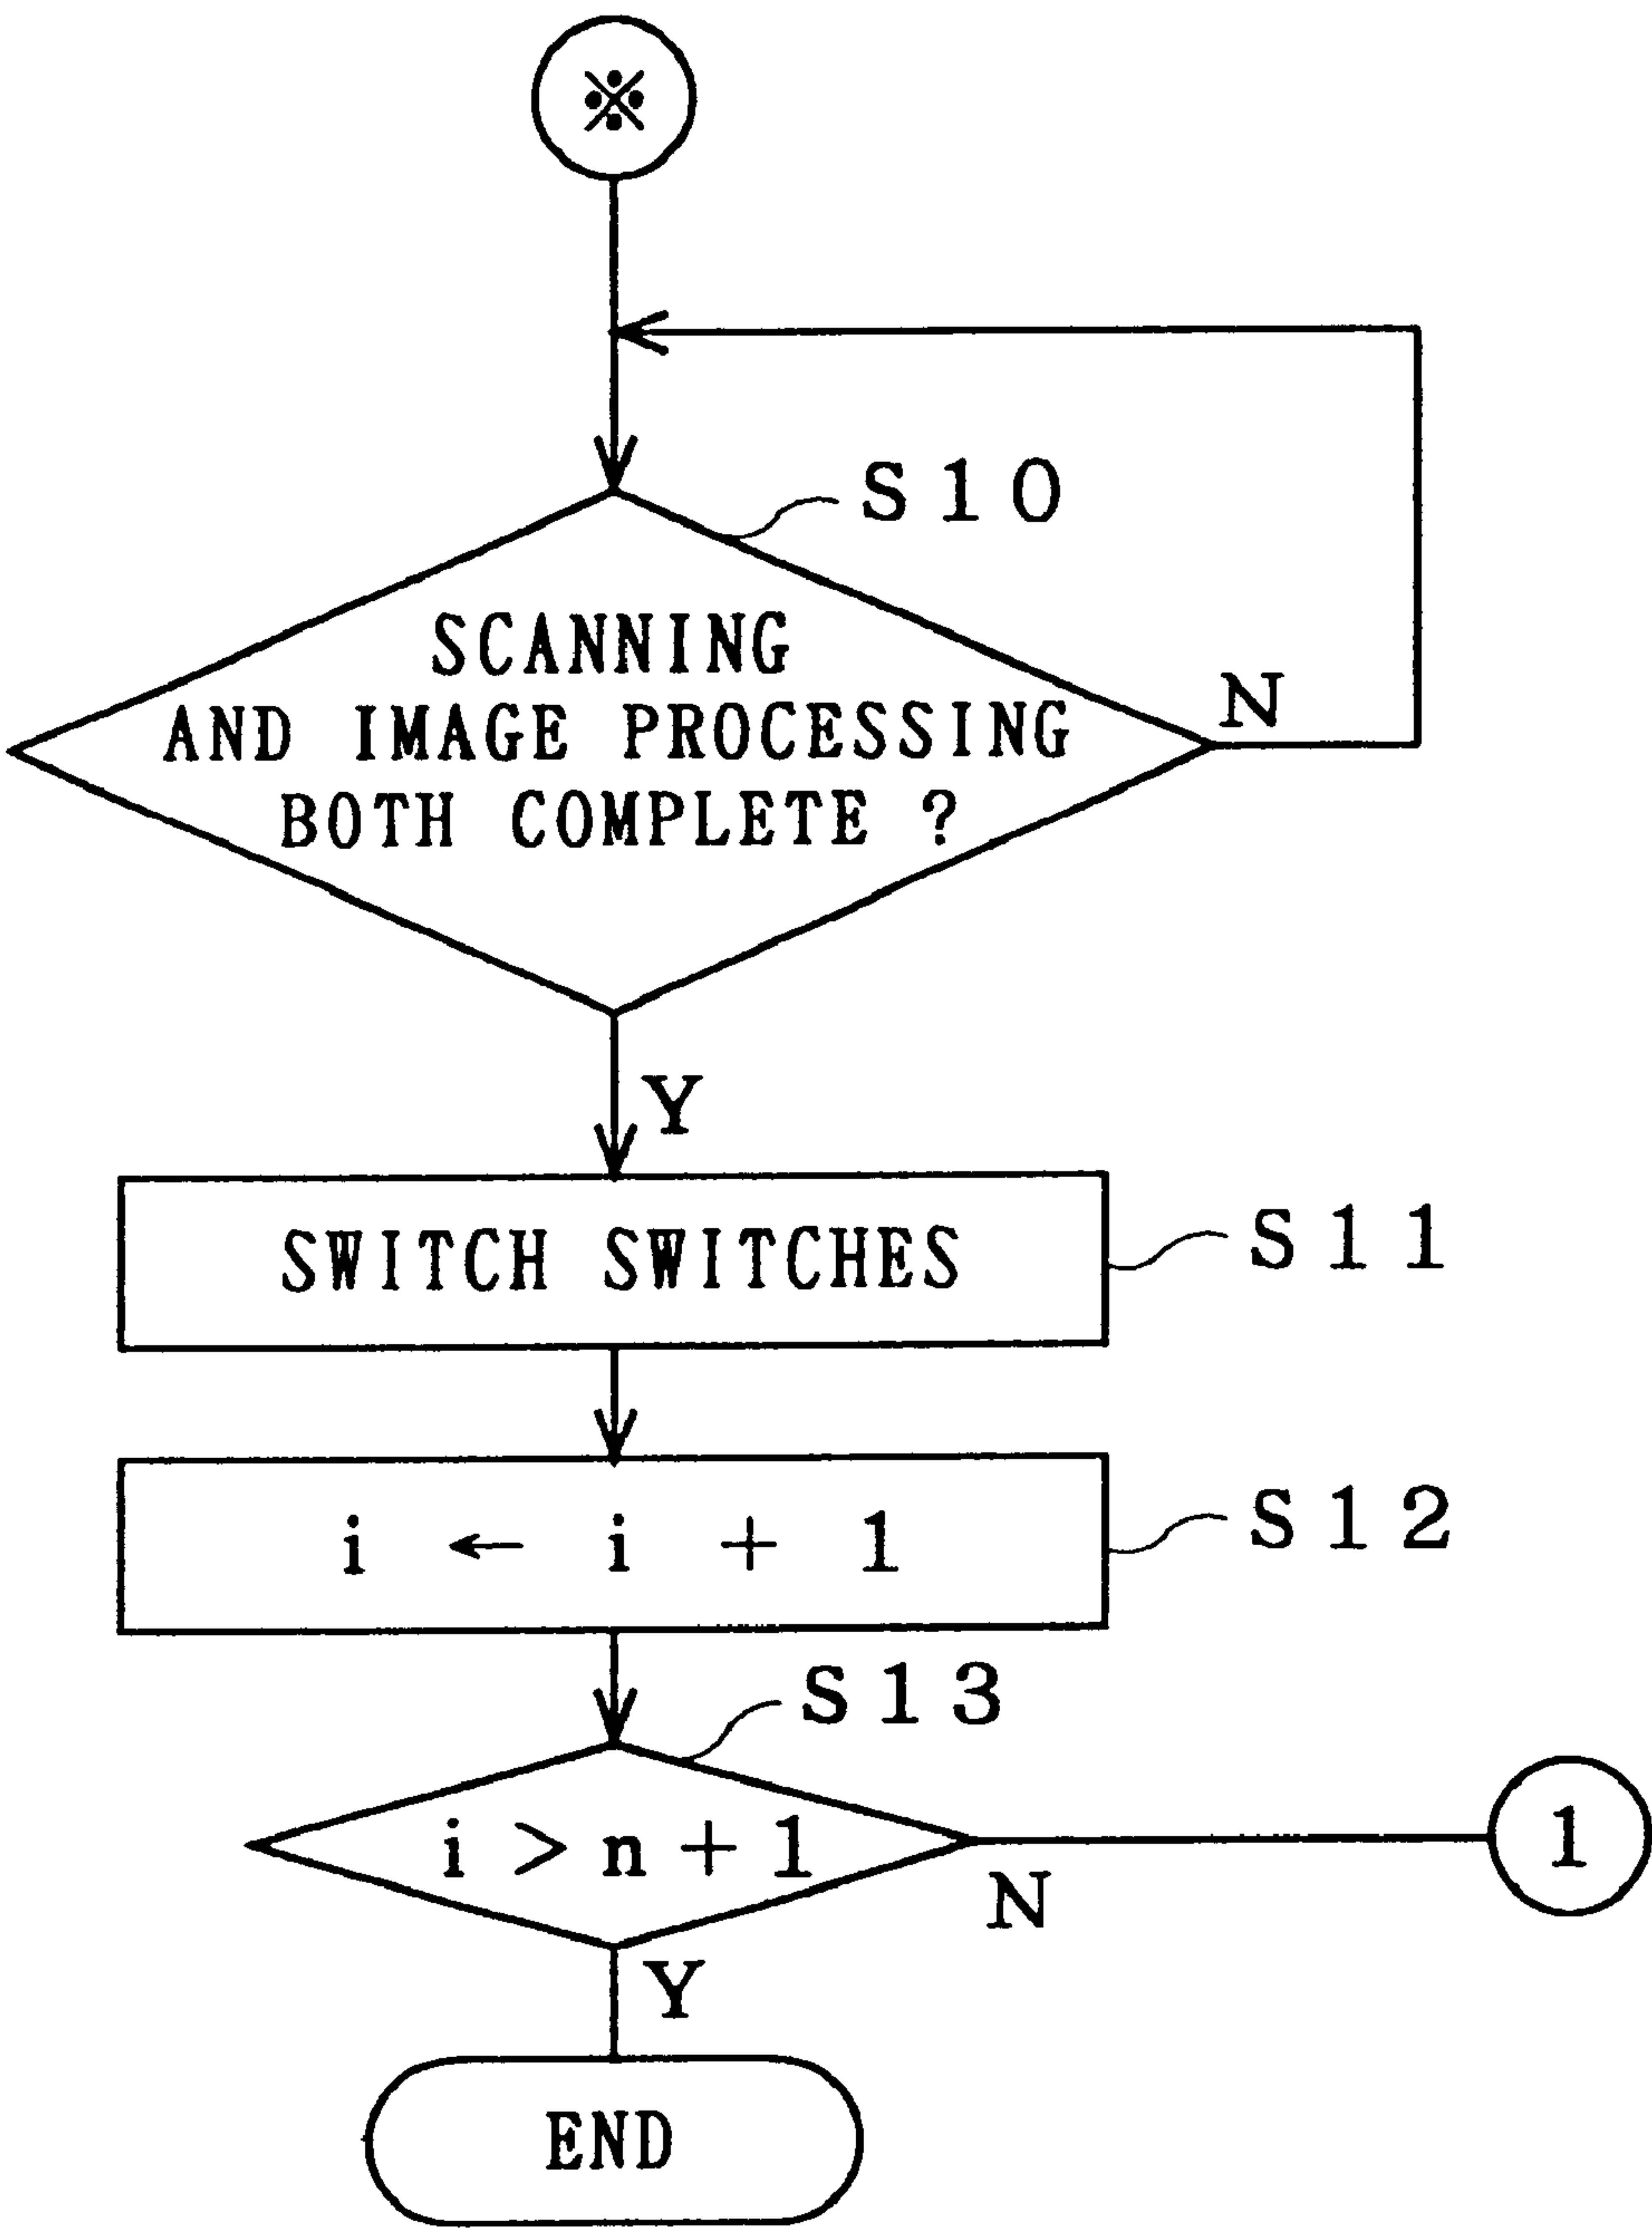 ※
S10
SCANNING
AND IMAGE PROCESSING
BOTH COMPLETE ?
N
Y
SWITCH SWITCHES
S11
i ← i + 1
S12
S13
i > n + 1
N
1
Y
END